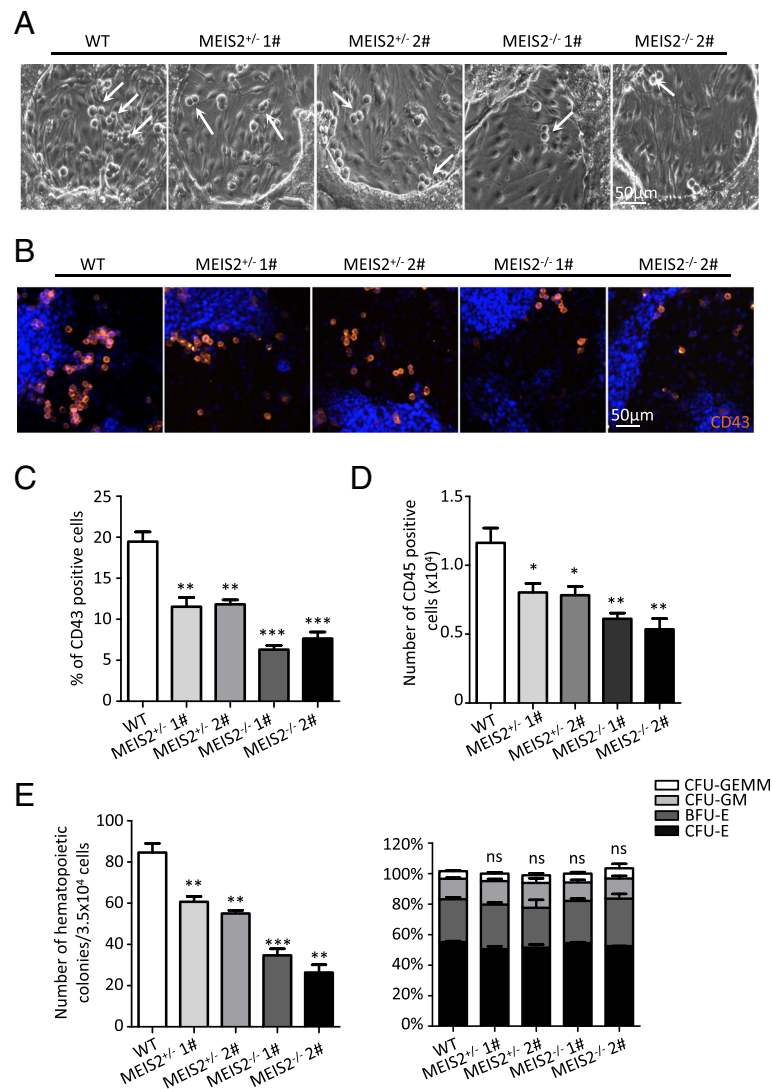 A
WT MEIS2+/- 1# MEIS2+/- 2# MEIS2-/- 1# MEIS2-/- 2#
50μm
B
WT MEIS2+/- 1# MEIS2+/- 2# MEIS2-/- 1# MEIS2-/- 2#
50μm
CD43
C
% of CD43 positive cells
25
20
15
10
5
0
** ** *** ***
WT MEIS2+/- 1# MEIS2+/- 2# MEIS2-/- 1# MEIS2-/- 2#
D
Number of CD45 positive
cells (x10⁴)
1.5
1.0
0.5
0
* * ** **
WT MEIS2+/- 1# MEIS2+/- 2# MEIS2-/- 1# MEIS2-/- 2#
E
Number of hematopoietic
colonies/3.5x10⁴ cells
100
80
60
40
20
0
** ** *** **
WT MEIS2+/- 1# MEIS2+/- 2# MEIS2-/- 1# MEIS2-/- 2#
CFU-GEMM
CFU-GM
BFU-E
CFU-E
120%
100%
80%
60%
40%
20%
0%
ns ns ns ns
WT MEIS2+/- 1# MEIS2+/- 2# MEIS2-/- 1# MEIS2-/- 2#